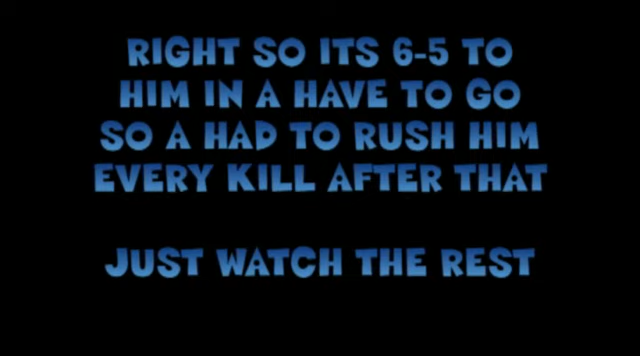 RIGHT SO ITS 6-5 TO
HIM IN A HAVE TO GO
SO A HAD TO RUSH HIM
EVERY KILL AFTER THAT
JUST WATCH THE REST